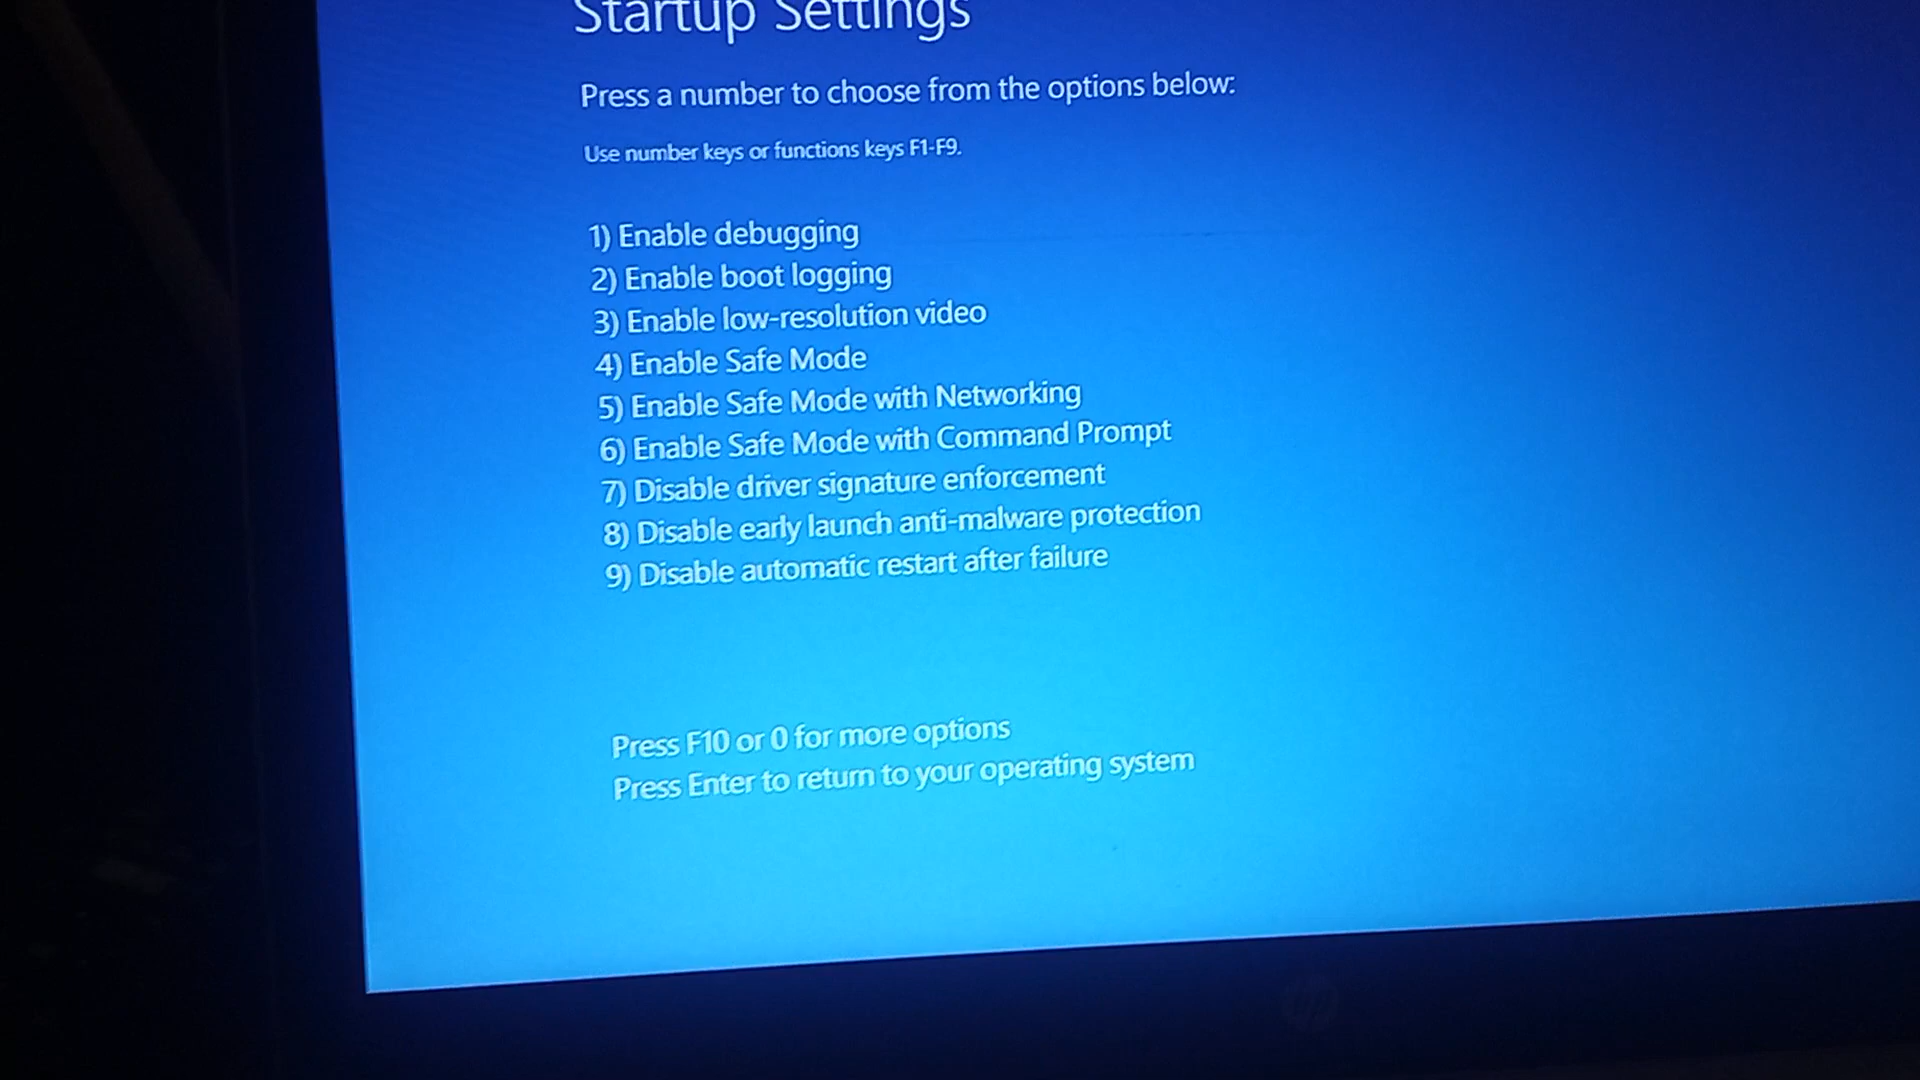 Startup Settings
Press a number to choose from the options below:
Use number keys or functions keys F1-F9.
1) Enable debugging
2) Enable boot logging
3) Enable low-resolution video
4) Enable Safe Mode
5) Enable Safe Mode with Networking
6) Enable Safe Mode with Command Prompt
7) Disable driver signature enforcement
8) Disable early launch anti-malware protection
9) Disable automatic restart after failure
Press F10 or 0 for more options
Press Enter to return to your operating system
hp